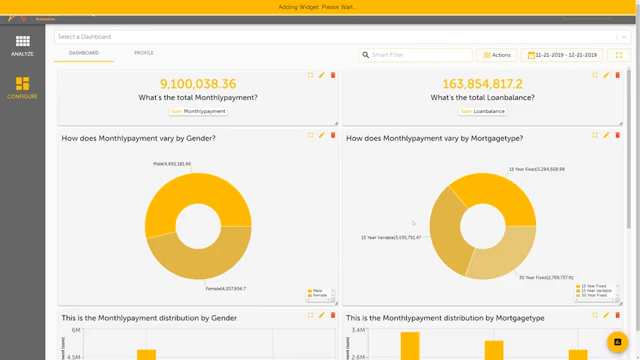 Adding Widget. Please Wait...
Select a Dashboard
ANALYZE
CONFIGURE
DASHBOARD
PROFILE
Smart Filter
Actions
11-21-2019 - 12-21-2019
9,100,038.36
What's the total Monthlypayment?
Sum Monthlypayment
163,854,817.2
What's the total Loanbalance?
Sum Loanbalance
How does Monthlypayment vary by Gender?
Female(4,207,856.7
Male
Female
How does Monthlypayment vary by Mortgagetype?
15 Year Fixed(3,294,508.98
15 Year Variable(3,035,791.47
30 Year Fixed(2,769,737.91
15 Year Fixed
15 Year Variable
30 Year Fixed
This is the Monthlypayment distribution by Gender
6M
4.5M
This is the Monthlypayment distribution by Mortgagetype
3.4M
2.6M